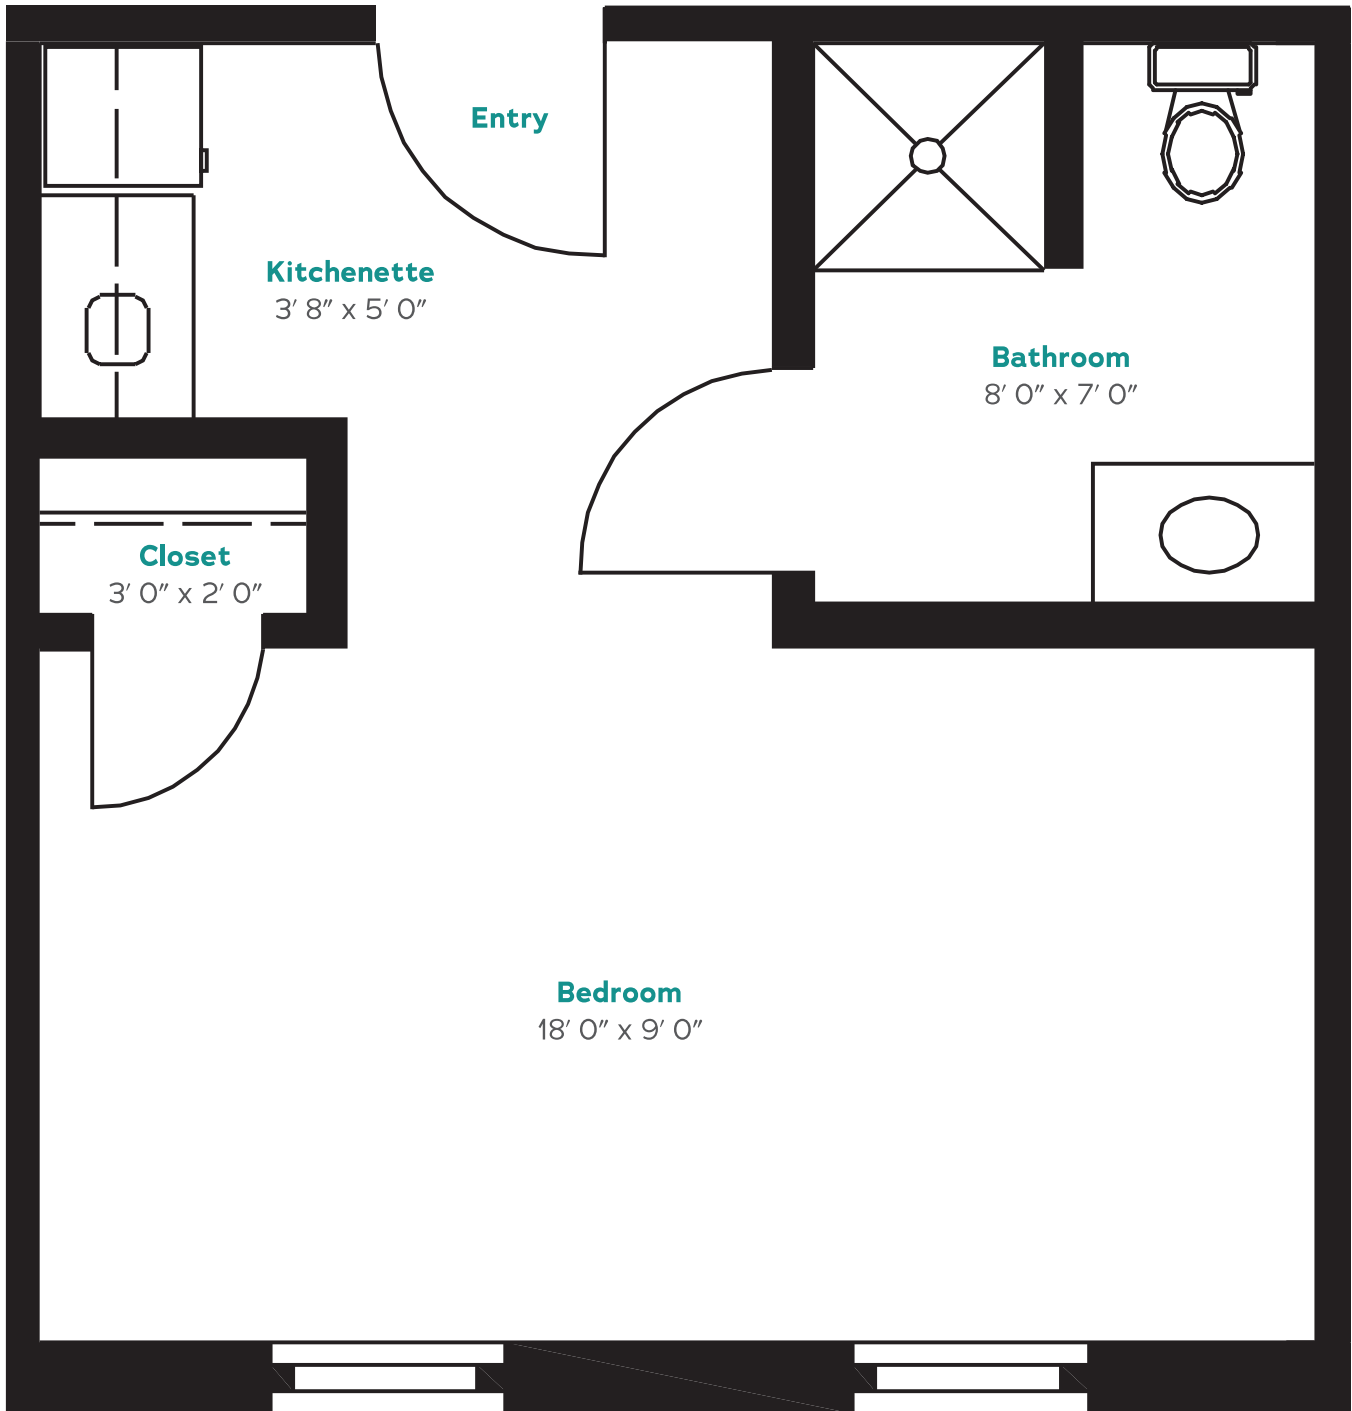 Entry
Kitchenette
3′ 8″ x 5′ 0″
Bathroom
8′ 0″ x 7′ 0″
Closet
3′ 0″ x 2′ 0″
Bedroom
18′ 0″ x 9′ 0″